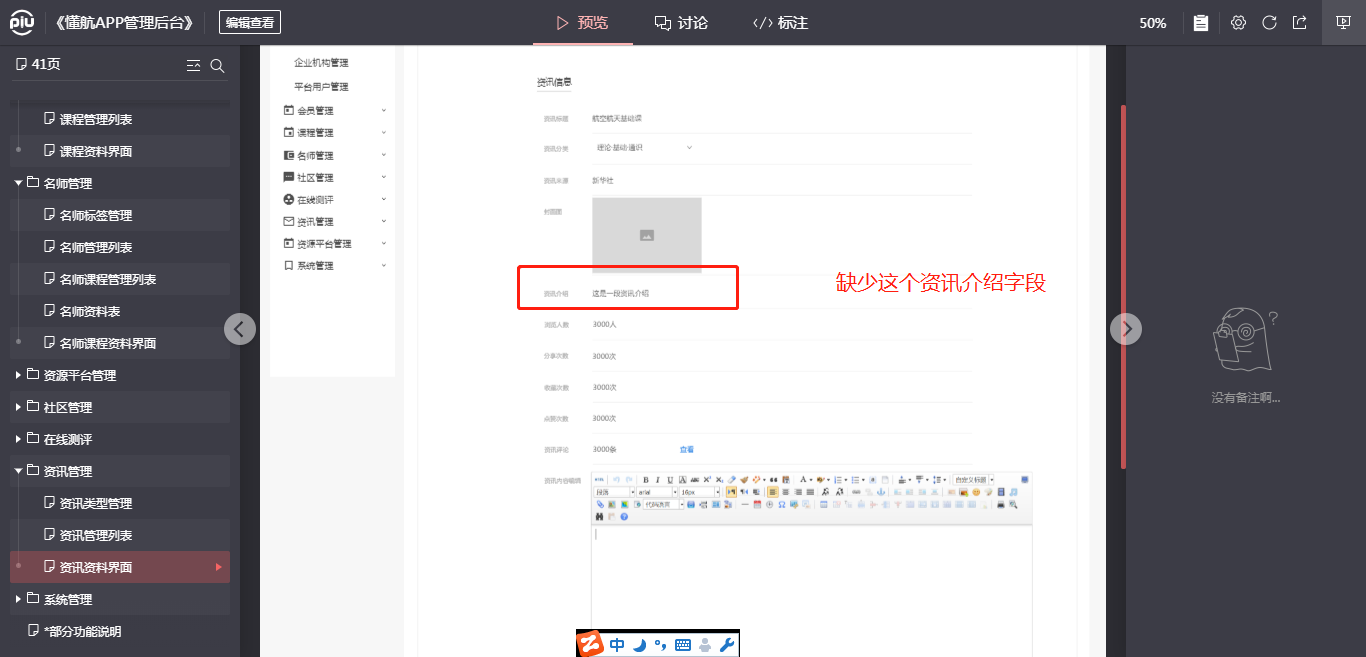 piu
《懂航APP管理后台》
编辑查看
预览
讨论
</> 标注
50%
41页
课程管理列表
课程资料界面
名师管理
名师标签管理
名师管理列表
名师课程管理列表
名师资料表
名师课程资料界面
资源平台管理
社区管理
在线测评
资讯管理
资讯类型管理
资讯管理列表
资讯资料界面
系统管理
*部分功能说明
企业机构管理
平台用户管理
会员管理
课程管理
名师管理
社区管理
在线测评
资讯管理
资源平台管理
系统管理
资讯信息
资讯标题 航空航天基础课
资讯分类 理论·基础·通识
资讯来源 新华社
封面图
资讯介绍 这是一段资讯介绍
缺少这个资讯介绍字段
浏览人数 3000人
分享次数 3000次
收藏次数 3000次
点赞次数 3000次
资讯评论 3000条 查看
资讯内容编辑
HTML
自定义标题
段落 arial 16px
代码语言
中
没有备注啊...